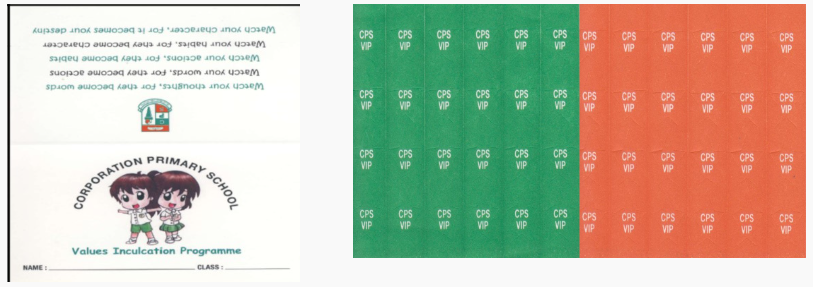 Watch your thoughts, for they become words
Watch your words, for they become actions
Watch your actions, for they become habits
Watch your habits, for they become character
Watch your character, for it becomes your destiny
CORPORATION PRIMARY SCHOOL
Values Inculcation Programme
NAME : CLASS :
CPS CPS CPS CPS CPS CPS CPS CPS CPS CPS CPS CPS
VIP VIP VIP VIP VIP VIP VIP VIP VIP VIP VIP VIP
CPS CPS CPS CPS CPS CPS CPS CPS CPS CPS CPS CPS
VIP VIP VIP VIP VIP VIP VIP VIP VIP VIP VIP VIP
CPS CPS CPS CPS CPS CPS CPS CPS CPS CPS CPS CPS
VIP VIP VIP VIP VIP VIP VIP VIP VIP VIP VIP VIP
CPS CPS CPS CPS CPS CPS CPS CPS CPS CPS CPS CPS
VIP VIP VIP VIP VIP VIP VIP VIP VIP VIP VIP VIP